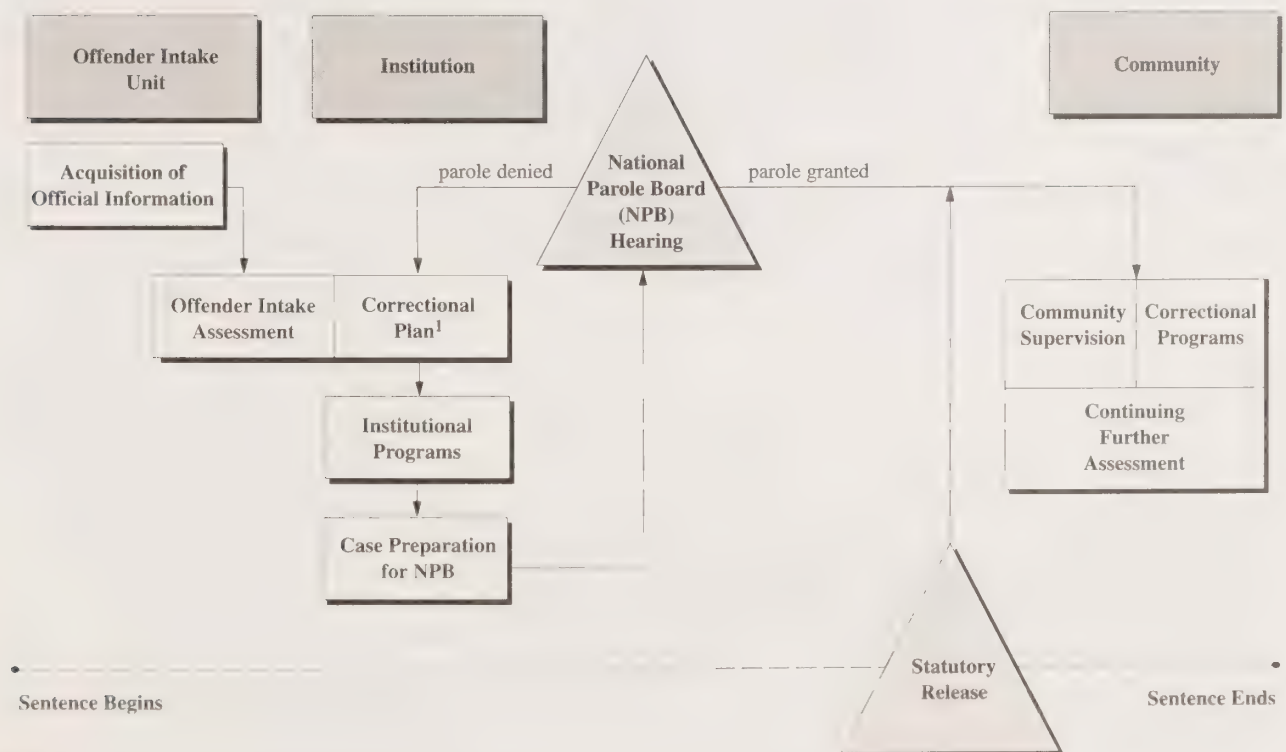 Offender Intake
Unit
Institution
Community
Acquisition of
Official Information
parole denied
National
Parole Board
(NPB)
Hearing
parole granted
Offender Intake
Assessment
Correctional
Plan¹
Community
Supervision
Correctional
Programs
Institutional
Programs
Continuing
Further
Assessment
Case Preparation
for NPB
Statutory
Release
Sentence Begins
Sentence Ends